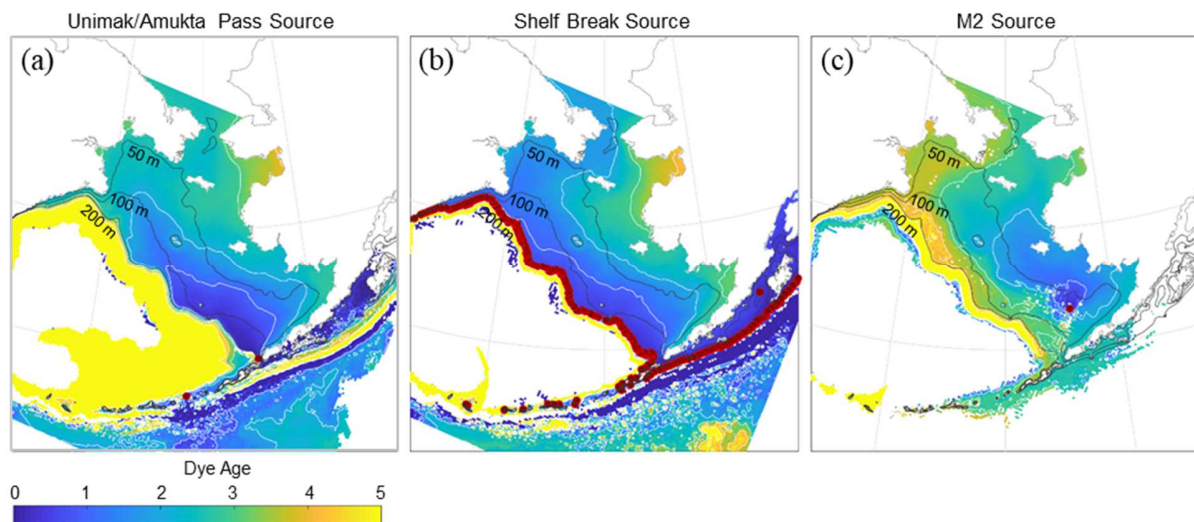 Unimak/Amukta Pass Source
Shelf Break Source
M2 Source
(a)
(b)
(c)
50 m
100 m
200 m
50 m
100 m
200 m
50 m
100 m
200 m
Dye Age
0 1 2 3 4 5